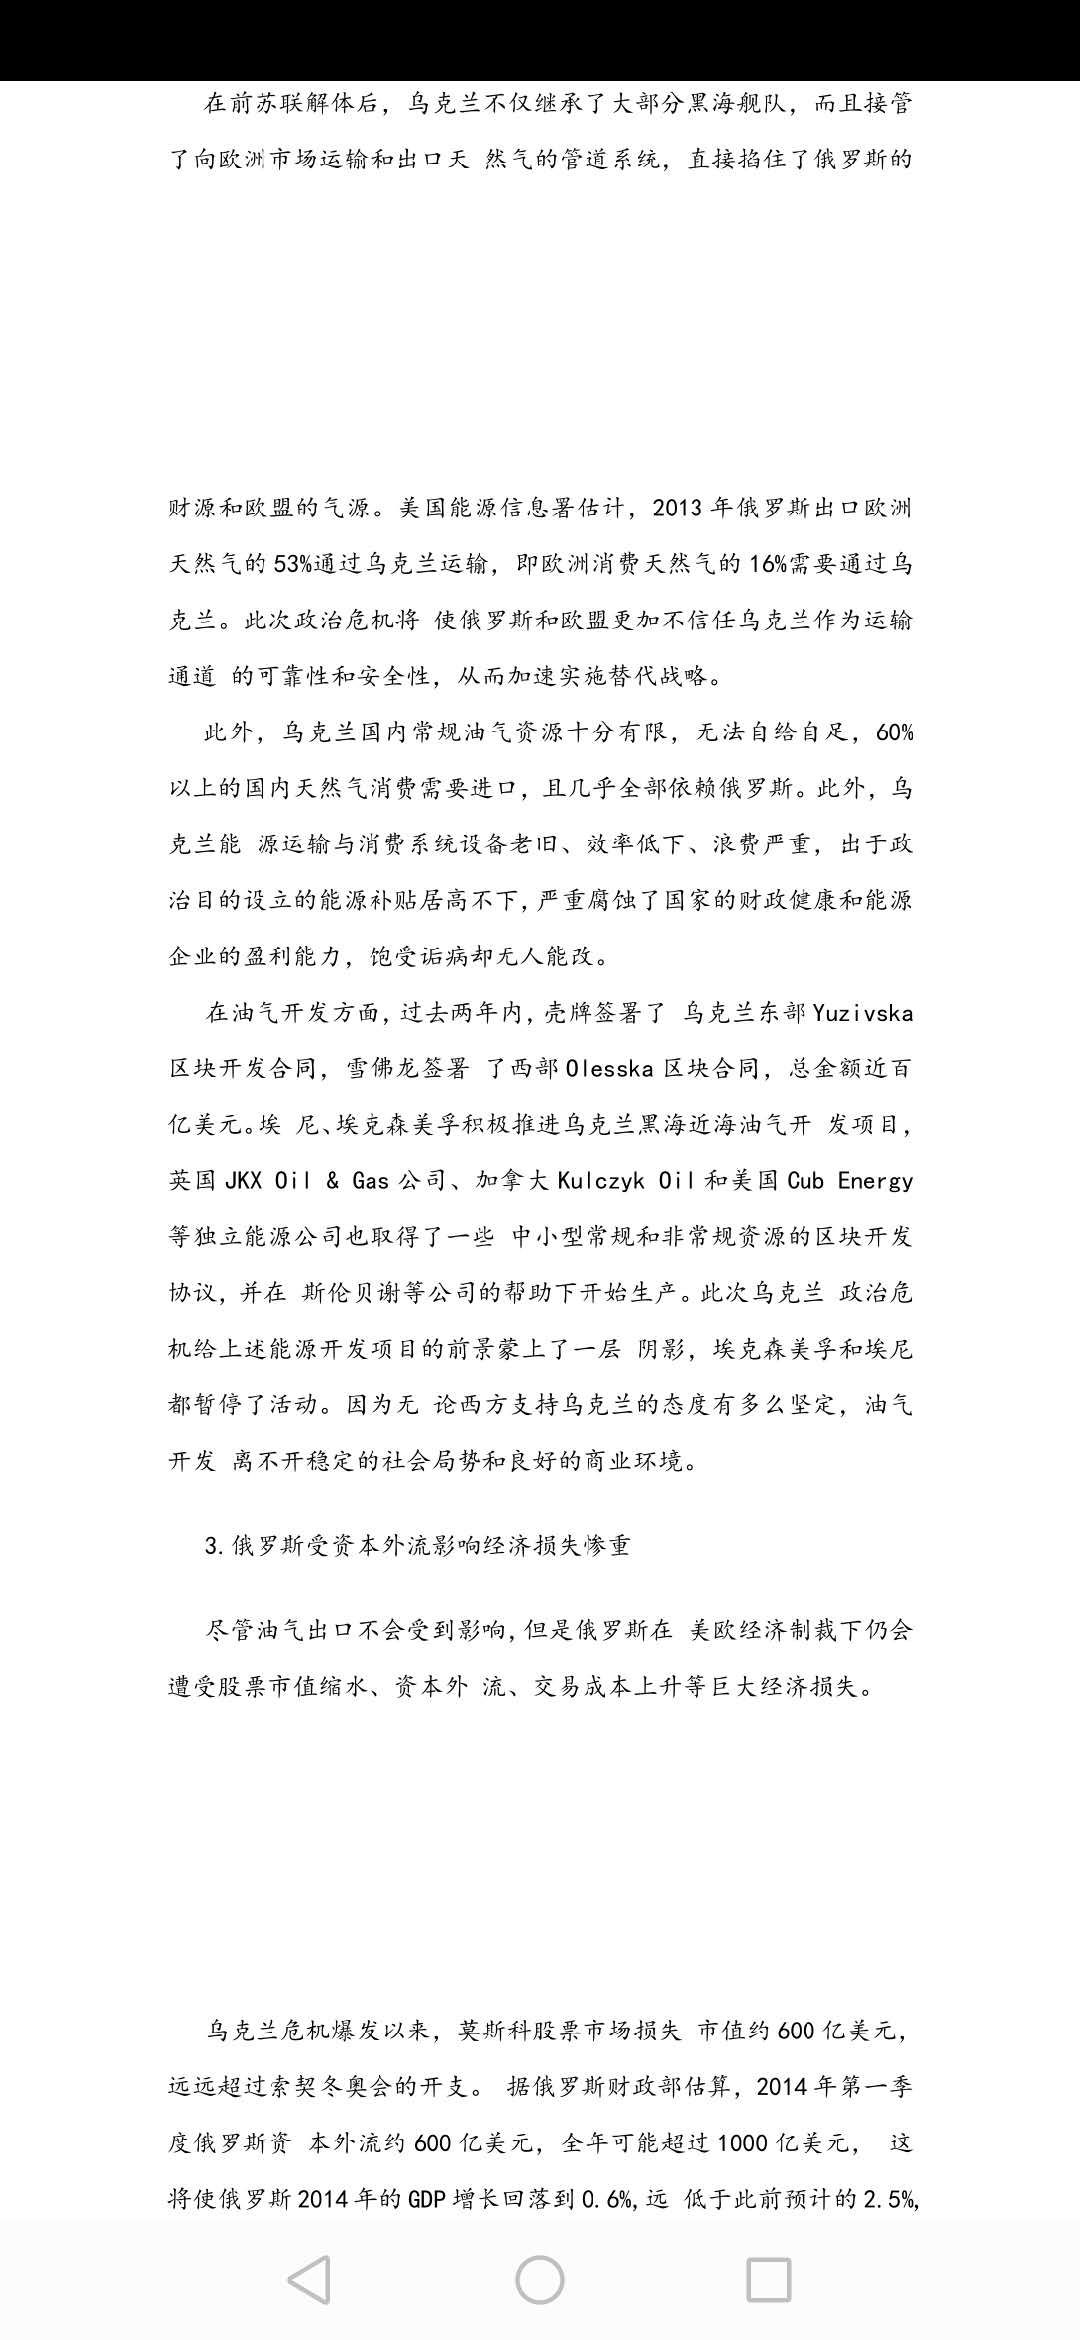 在前苏联解体后，乌克兰不仅继承了大部分黑海舰队，而且接管
了向欧洲市场运输和出口天 然气的管道系统，直接掐住了俄罗斯的
财源和欧盟的气源。美国能源信息署估计，2013 年俄罗斯出口欧洲
天然气的 53%通过乌克兰运输，即欧洲消费天然气的 16%需要通过乌
克兰。此次政治危机将 使俄罗斯和欧盟更加不信任乌克兰作为运输
通道 的可靠性和安全性，从而加速实施替代战略。
此外，乌克兰国内常规油气资源十分有限，无法自给自足，60%
以上的国内天然气消费需要进口，且几乎全部依赖俄罗斯。此外，乌
克兰能 源运输与消费系统设备老旧、效率低下、浪费严重，出于政
治目的设立的能源补贴居高不下，严重腐蚀了国家的财政健康和能源
企业的盈利能力，饱受诟病却无人能改。
在油气开发方面，过去两年内，壳牌签署了 乌克兰东部 Yuzivska
区块开发合同，雪佛龙签署 了西部 Olesska 区块合同，总金额近百
亿美元。埃 尼、埃克森美孚积极推进乌克兰黑海近海油气开 发项目，
英国 JKX Oil & Gas 公司、加拿大 Kulczyk Oil 和美国 Cub Energy
等独立能源公司也取得了一些 中小型常规和非常规资源的区块开发
协议，并在 斯伦贝谢等公司的帮助下开始生产。此次乌克兰 政治危
机给上述能源开发项目的前景蒙上了一层 阴影，埃克森美孚和埃尼
都暂停了活动。因为无 论西方支持乌克兰的态度有多么坚定，油气
开发 离不开稳定的社会局势和良好的商业环境。
3.俄罗斯受资本外流影响经济损失惨重
尽管油气出口不会受到影响，但是俄罗斯在 美欧经济制裁下仍会
遭受股票市值缩水、资本外 流、交易成本上升等巨大经济损失。
乌克兰危机爆发以来，莫斯科股票市场损失 市值约 600 亿美元，
远远超过索契冬奥会的开支。 据俄罗斯财政部估算，2014 年第一季
度俄罗斯资 本外流约 600 亿美元，全年可能超过 1000 亿美元， 这
将使俄罗斯 2014 年的 GDP 增长回落到 0.6%,远 低于此前预计的 2.5%,